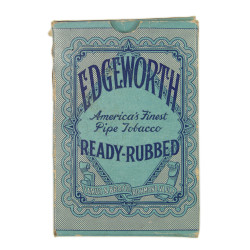 EDGEWORTH
America's Finest
Pipe Tobacco
READY-RUBBED